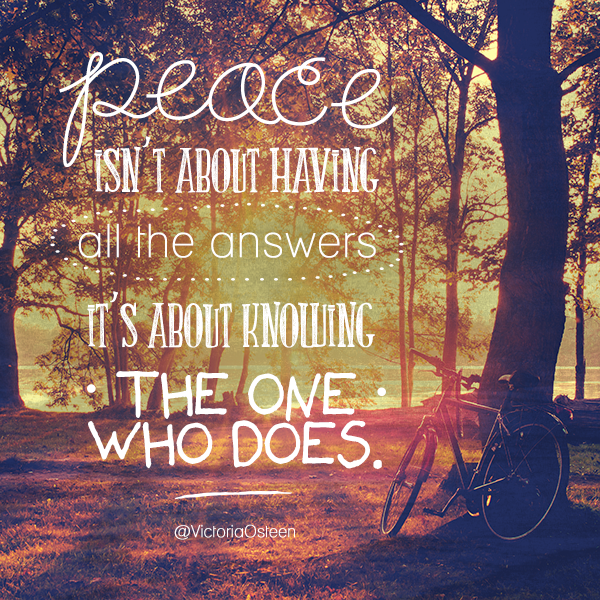 peace
ISN'T ABOUT HAVING
all the answers
IT'S ABOUT KNOWING
• THE ONE •
WHO DOES.
@VictoriaOsteen